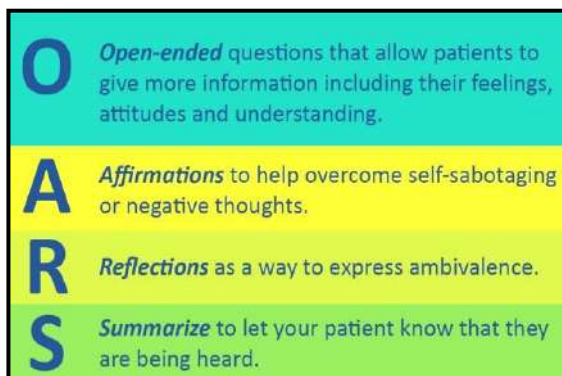 O
Open-ended questions that allow patients to
give more information including their feelings,
attitudes and understanding.
A
Affirmations to help overcome self-sabotaging
or negative thoughts.
R
Reflections as a way to express ambivalence.
S
Summarize to let your patient know that they
are being heard.